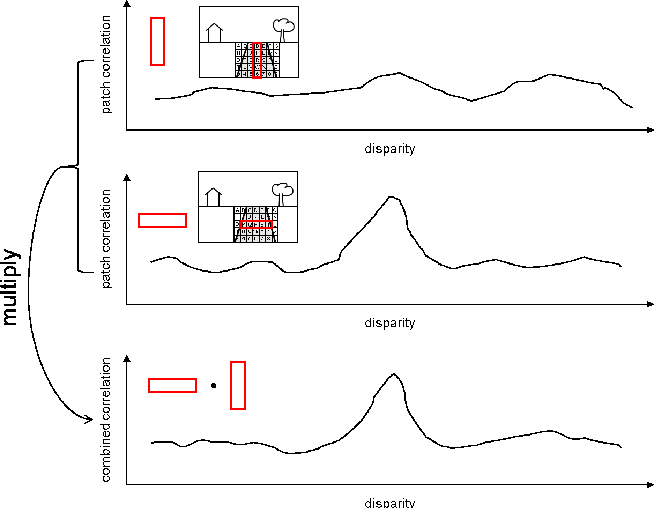 patch correlation
disparity
patch correlation
disparity
multiply
combined correlation
disparity